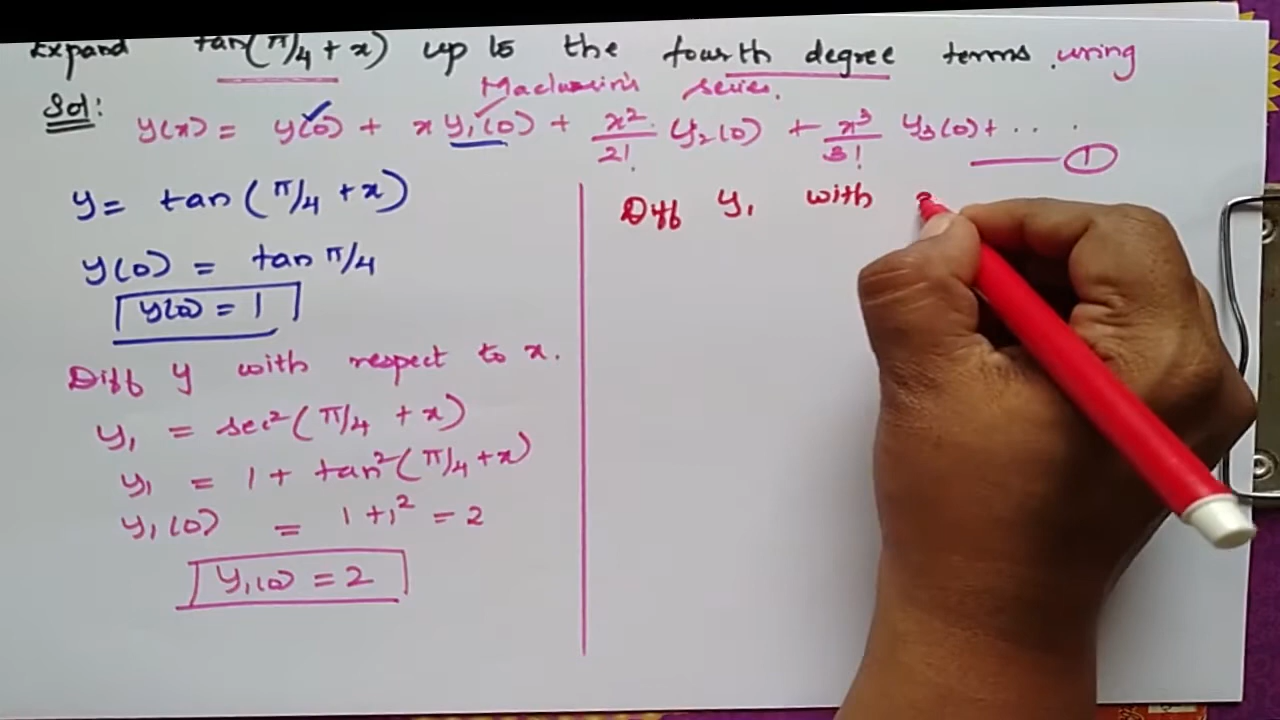 Expand tan(π/4 + x) up to the fourth degree terms. using
Maclaurin's series.
Sol:
y(x) = y(0) + x y₁(0) + x²/2! y₂(0) + x³/3! y₃(0) + ...
1
y = tan(π/4 + x)
y(0) = tan π/4
y(0) = 1
Diff y with respect to x.
y₁ = sec²(π/4 + x)
y₁ = 1 + tan²(π/4 + x)
y₁(0) = 1 + 1² = 2
y₁(0) = 2
Diff y₁ with